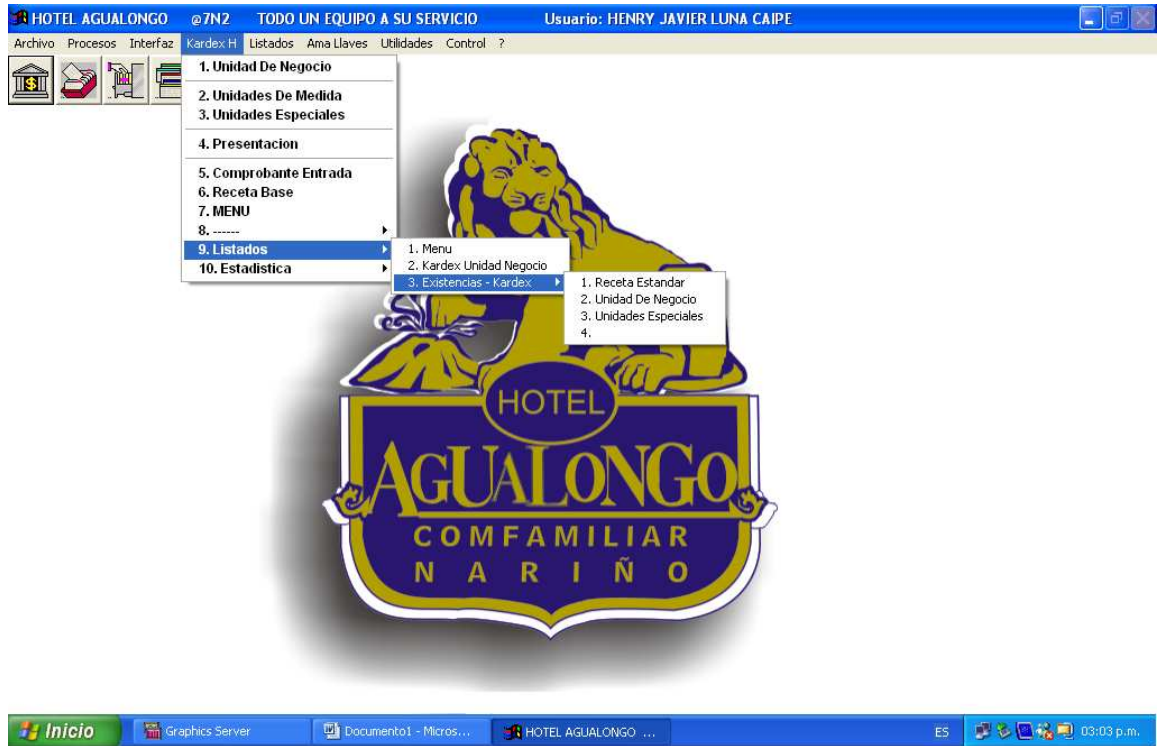 HOTEL AGUALONGO @7N2 TODO UN EQUIPO A SU SERVICIO Usuario: HENRY JAVIER LUNA CAIPE
Archivo Procesos Interfaz Kardex H Listados Ama Llaves Utilidades Control ?
1. Unidad De Negocio
2. Unidades De Medida
3. Unidades Especiales
4. Presentacion
5. Comprobante Entrada
6. Receta Base
7. MENU
8. ------
9. Listados
10. Estadistica
1. Menu
2. Kardex Unidad Negocio
3. Existencias - Kardex
1. Receta Estandar
2. Unidad De Negocio
3. Unidades Especiales
4.
HOTEL
AGUALONGO
COMFAMILIAR
NARIÑO
Inicio Graphics Server Documento1 - Micros... HOTEL AGUALONGO ... ES 03:03 p.m.